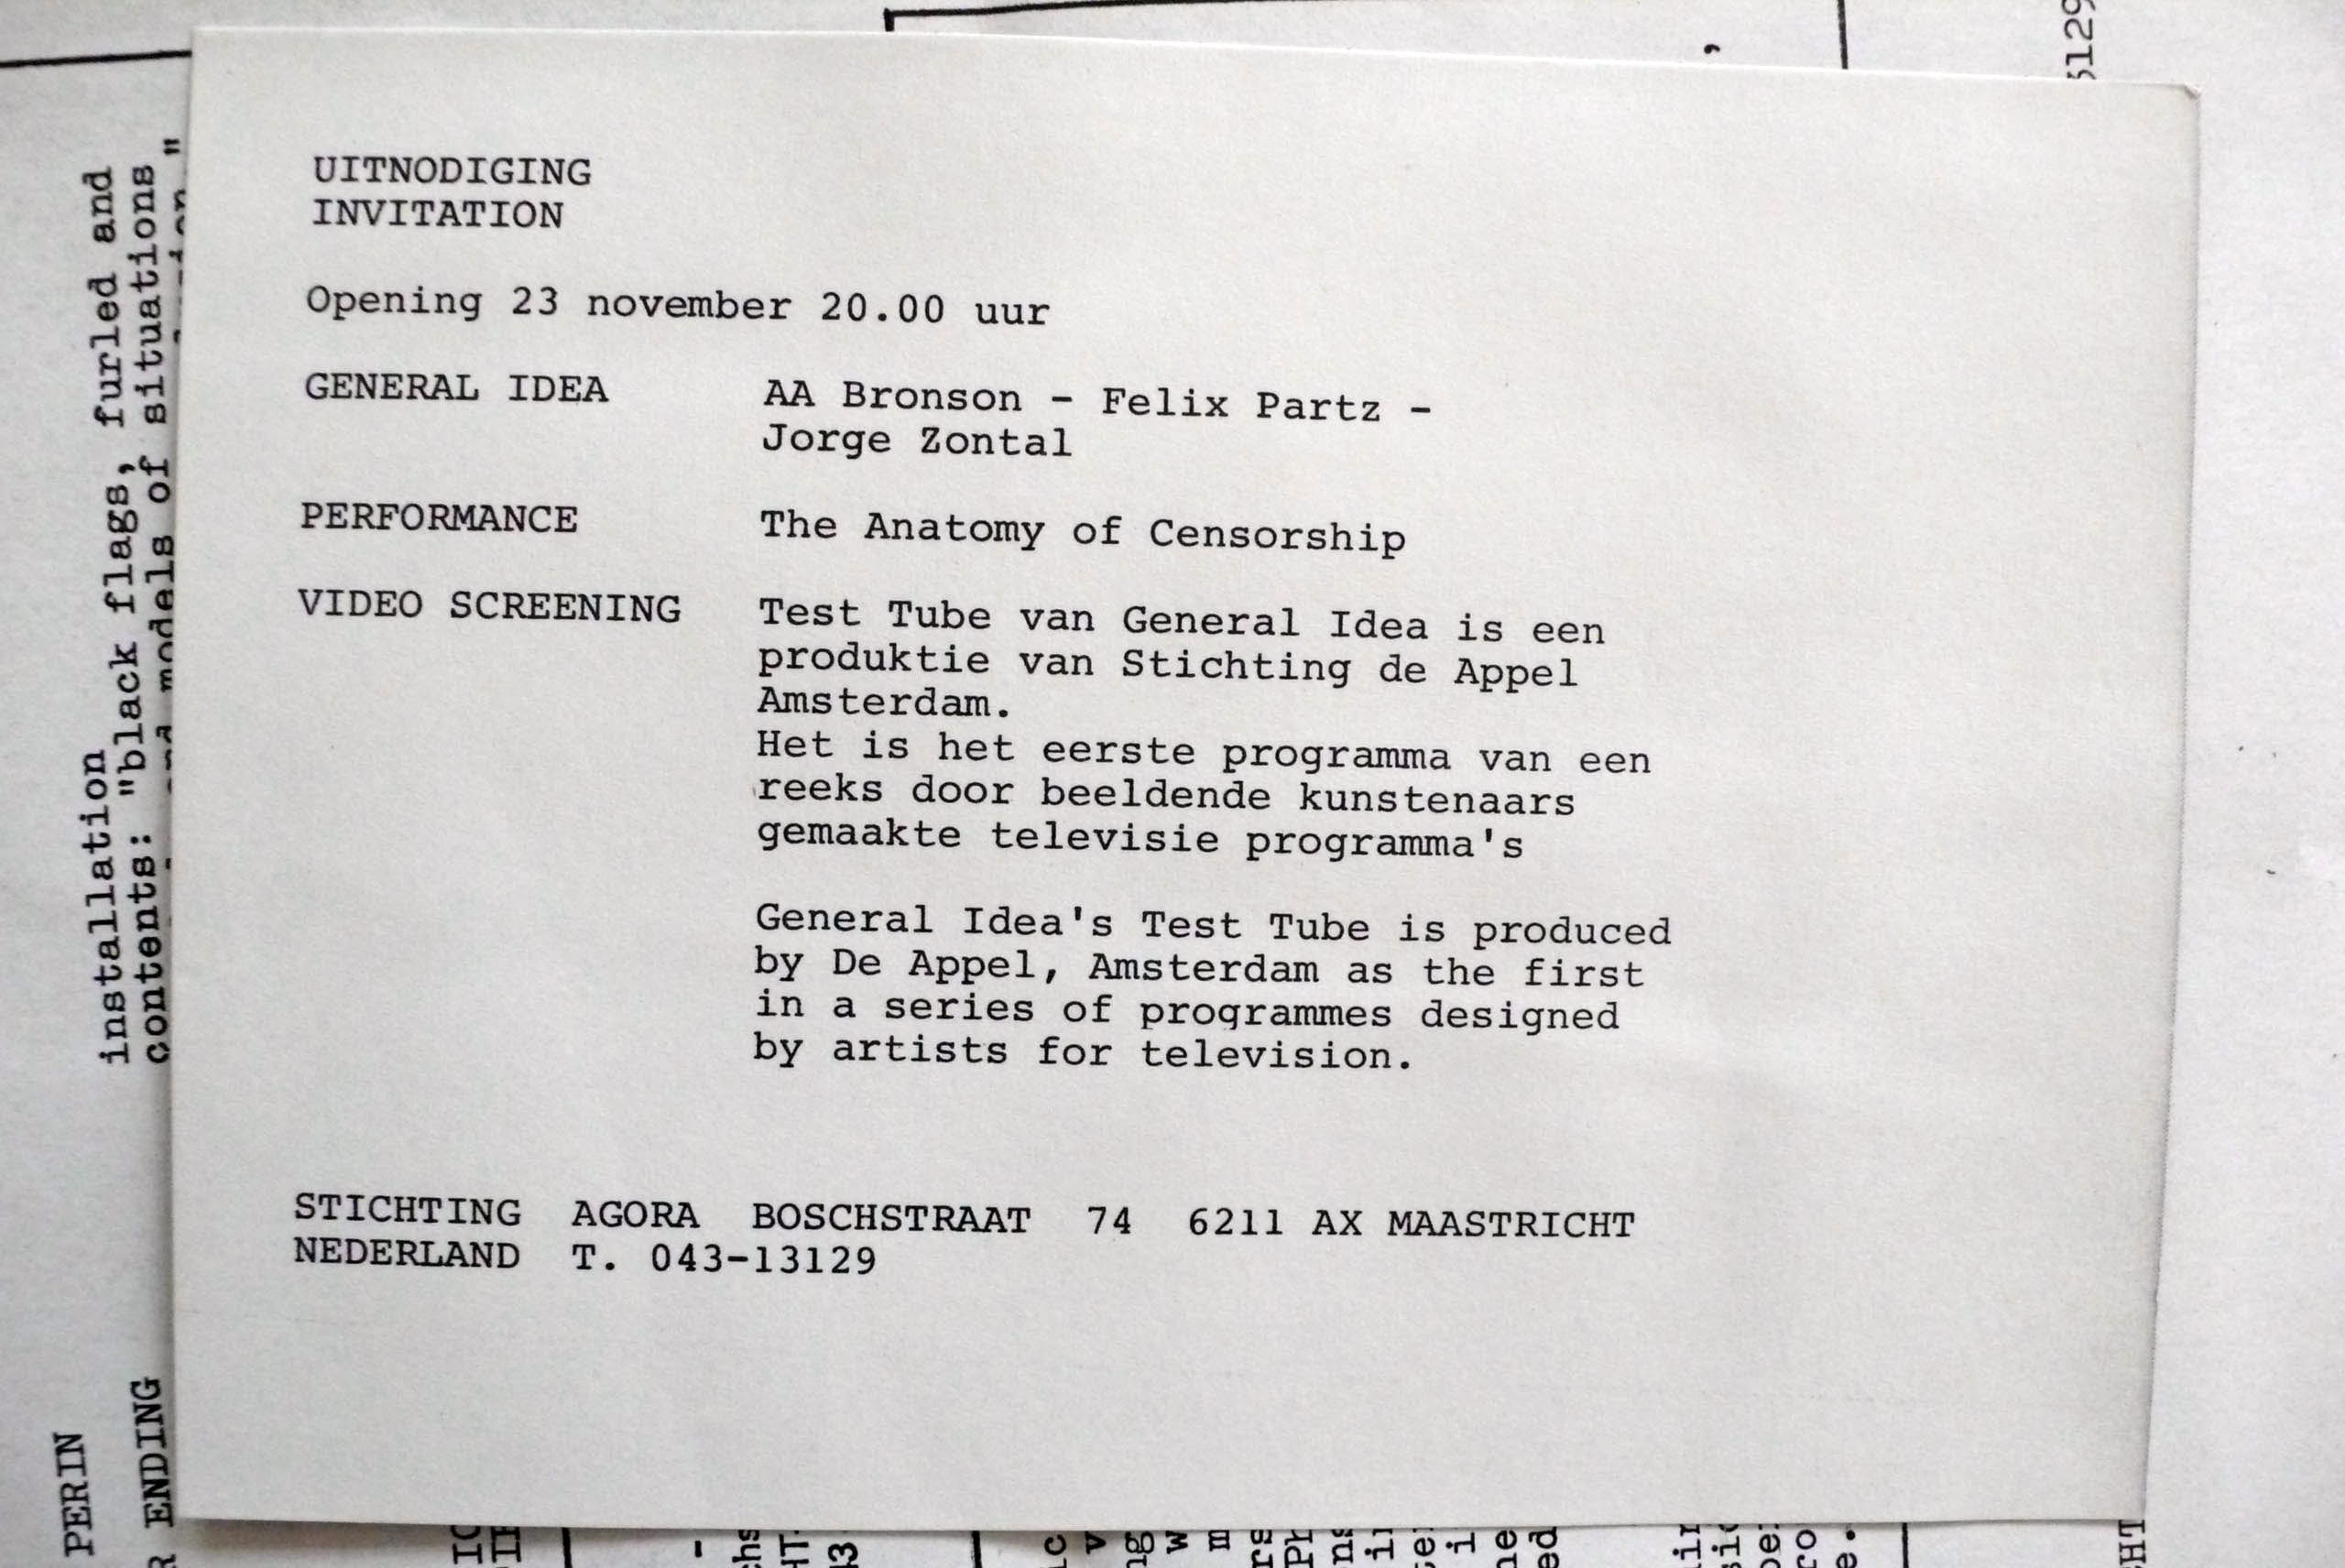 UITNODIGING
INVITATION
Opening 23 november 20.00 uur
GENERAL IDEA AA Bronson - Felix Partz -
Jorge Zontal
PERFORMANCE The Anatomy of Censorship
VIDEO SCREENING Test Tube van General Idea is een
produktie van Stichting de Appel
Amsterdam.
Het is het eerste programma van een
reeks door beeldende kunstenaars
gemaakte televisie programma's
General Idea's Test Tube is produced
by De Appel, Amsterdam as the first
in a series of programmes designed
by artists for television.
STICHTING AGORA BOSCHSTRAAT 74 6211 AX MAASTRICHT
NEDERLAND T. 043-13129
installation
contents: "black flags, furled and
models of situations
PERIN
ENDING